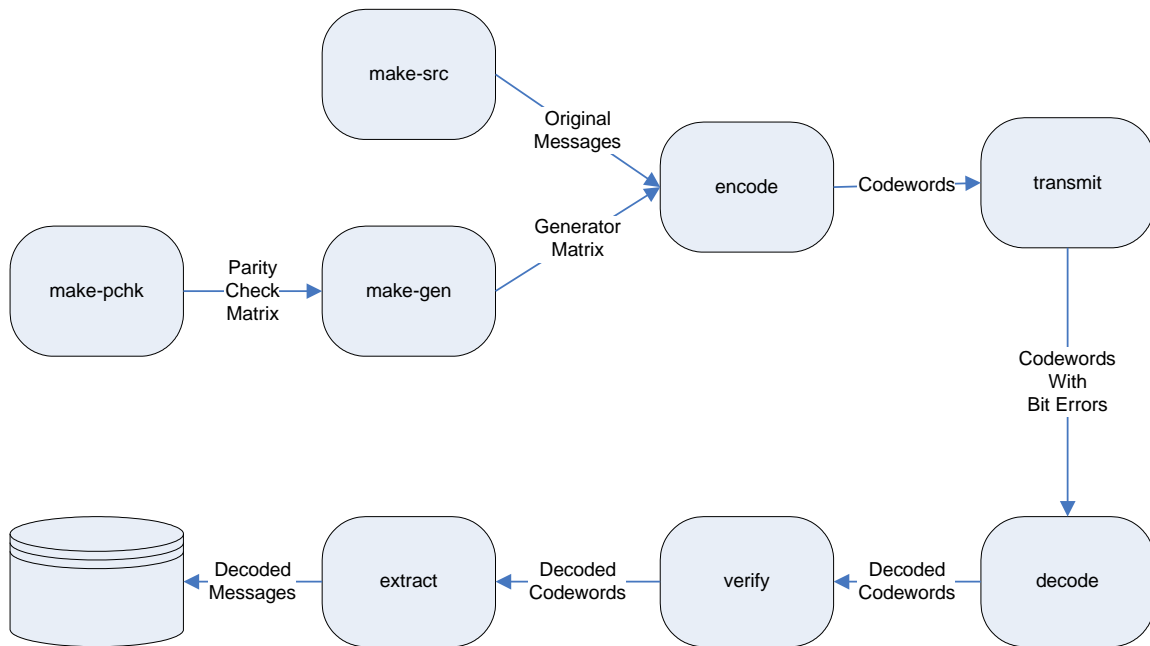 make-src
Original
Messages
encode
Codewords
transmit
Generator
Matrix
make-pchk
Parity
Check
Matrix
make-gen
Codewords
With
Bit Errors
Decoded
Messages
extract
Decoded
Codewords
verify
Decoded
Codewords
decode